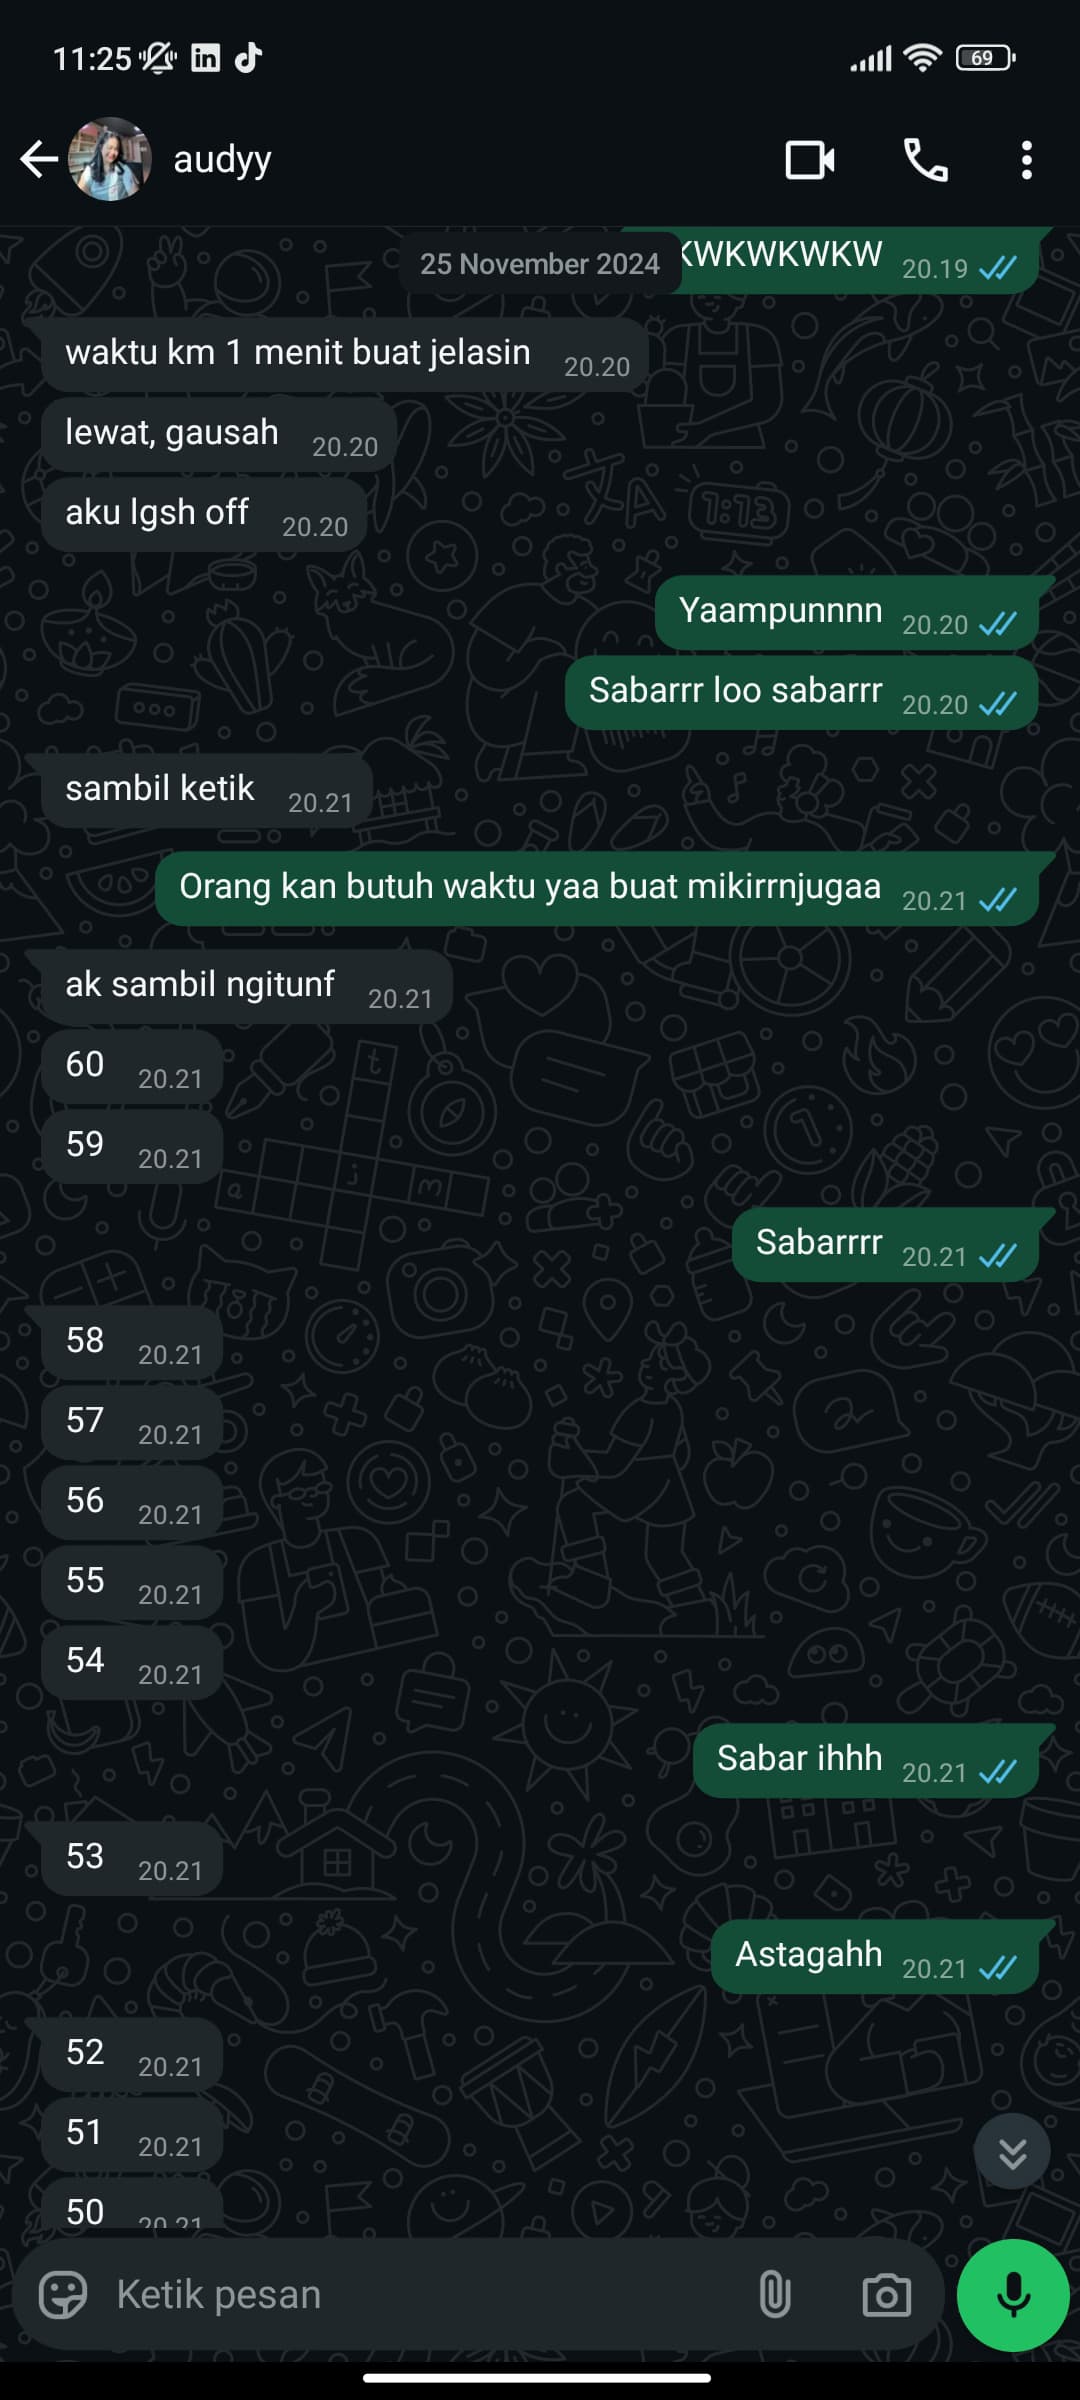 11:25
69
audyy
25 November 2024
KWKWKWKW 20.19
waktu km 1 menit buat jelasin 20.20
lewat, gausah 20.20
aku lgsh off 20.20
Yaampunnnn 20.20
Sabarrr loo sabarrr 20.20
sambil ketik 20.21
Orang kan butuh waktu yaa buat mikirrnjugaa 20.21
ak sambil ngitunf 20.21
60 20.21
59 20.21
Sabarrrr 20.21
58 20.21
57 20.21
56 20.21
55 20.21
54 20.21
Sabar ihhh 20.21
53 20.21
Astagahh 20.21
52 20.21
51 20.21
50 20.21
Ketik pesan